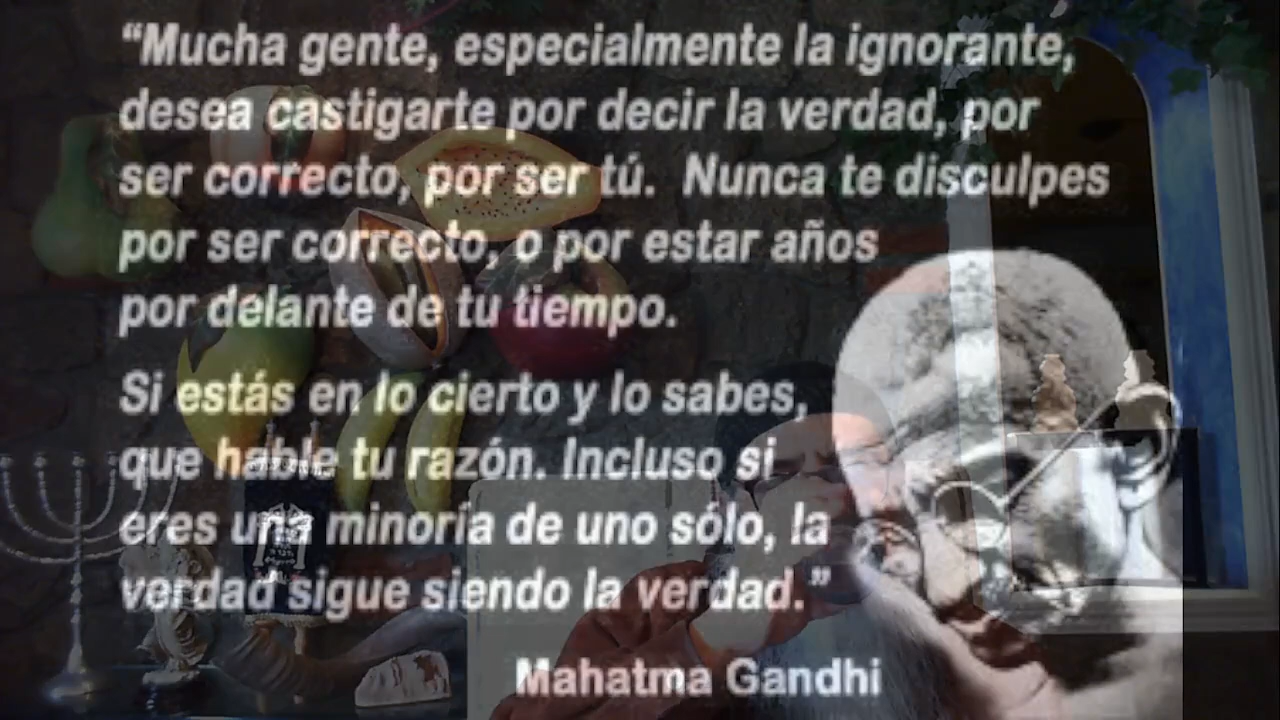 “Mucha gente, especialmente la ignorante,
desea castigarte por decir la verdad, por
ser correcto, por ser tú. Nunca te disculpes
por ser correcto, o por estar años
por delante de tu tiempo.
Si estás en lo cierto y lo sabes,
que hable tu razón. Incluso si
eres una minoría de uno sólo, la
verdad sigue siendo la verdad.”
Mahatma Gandhi